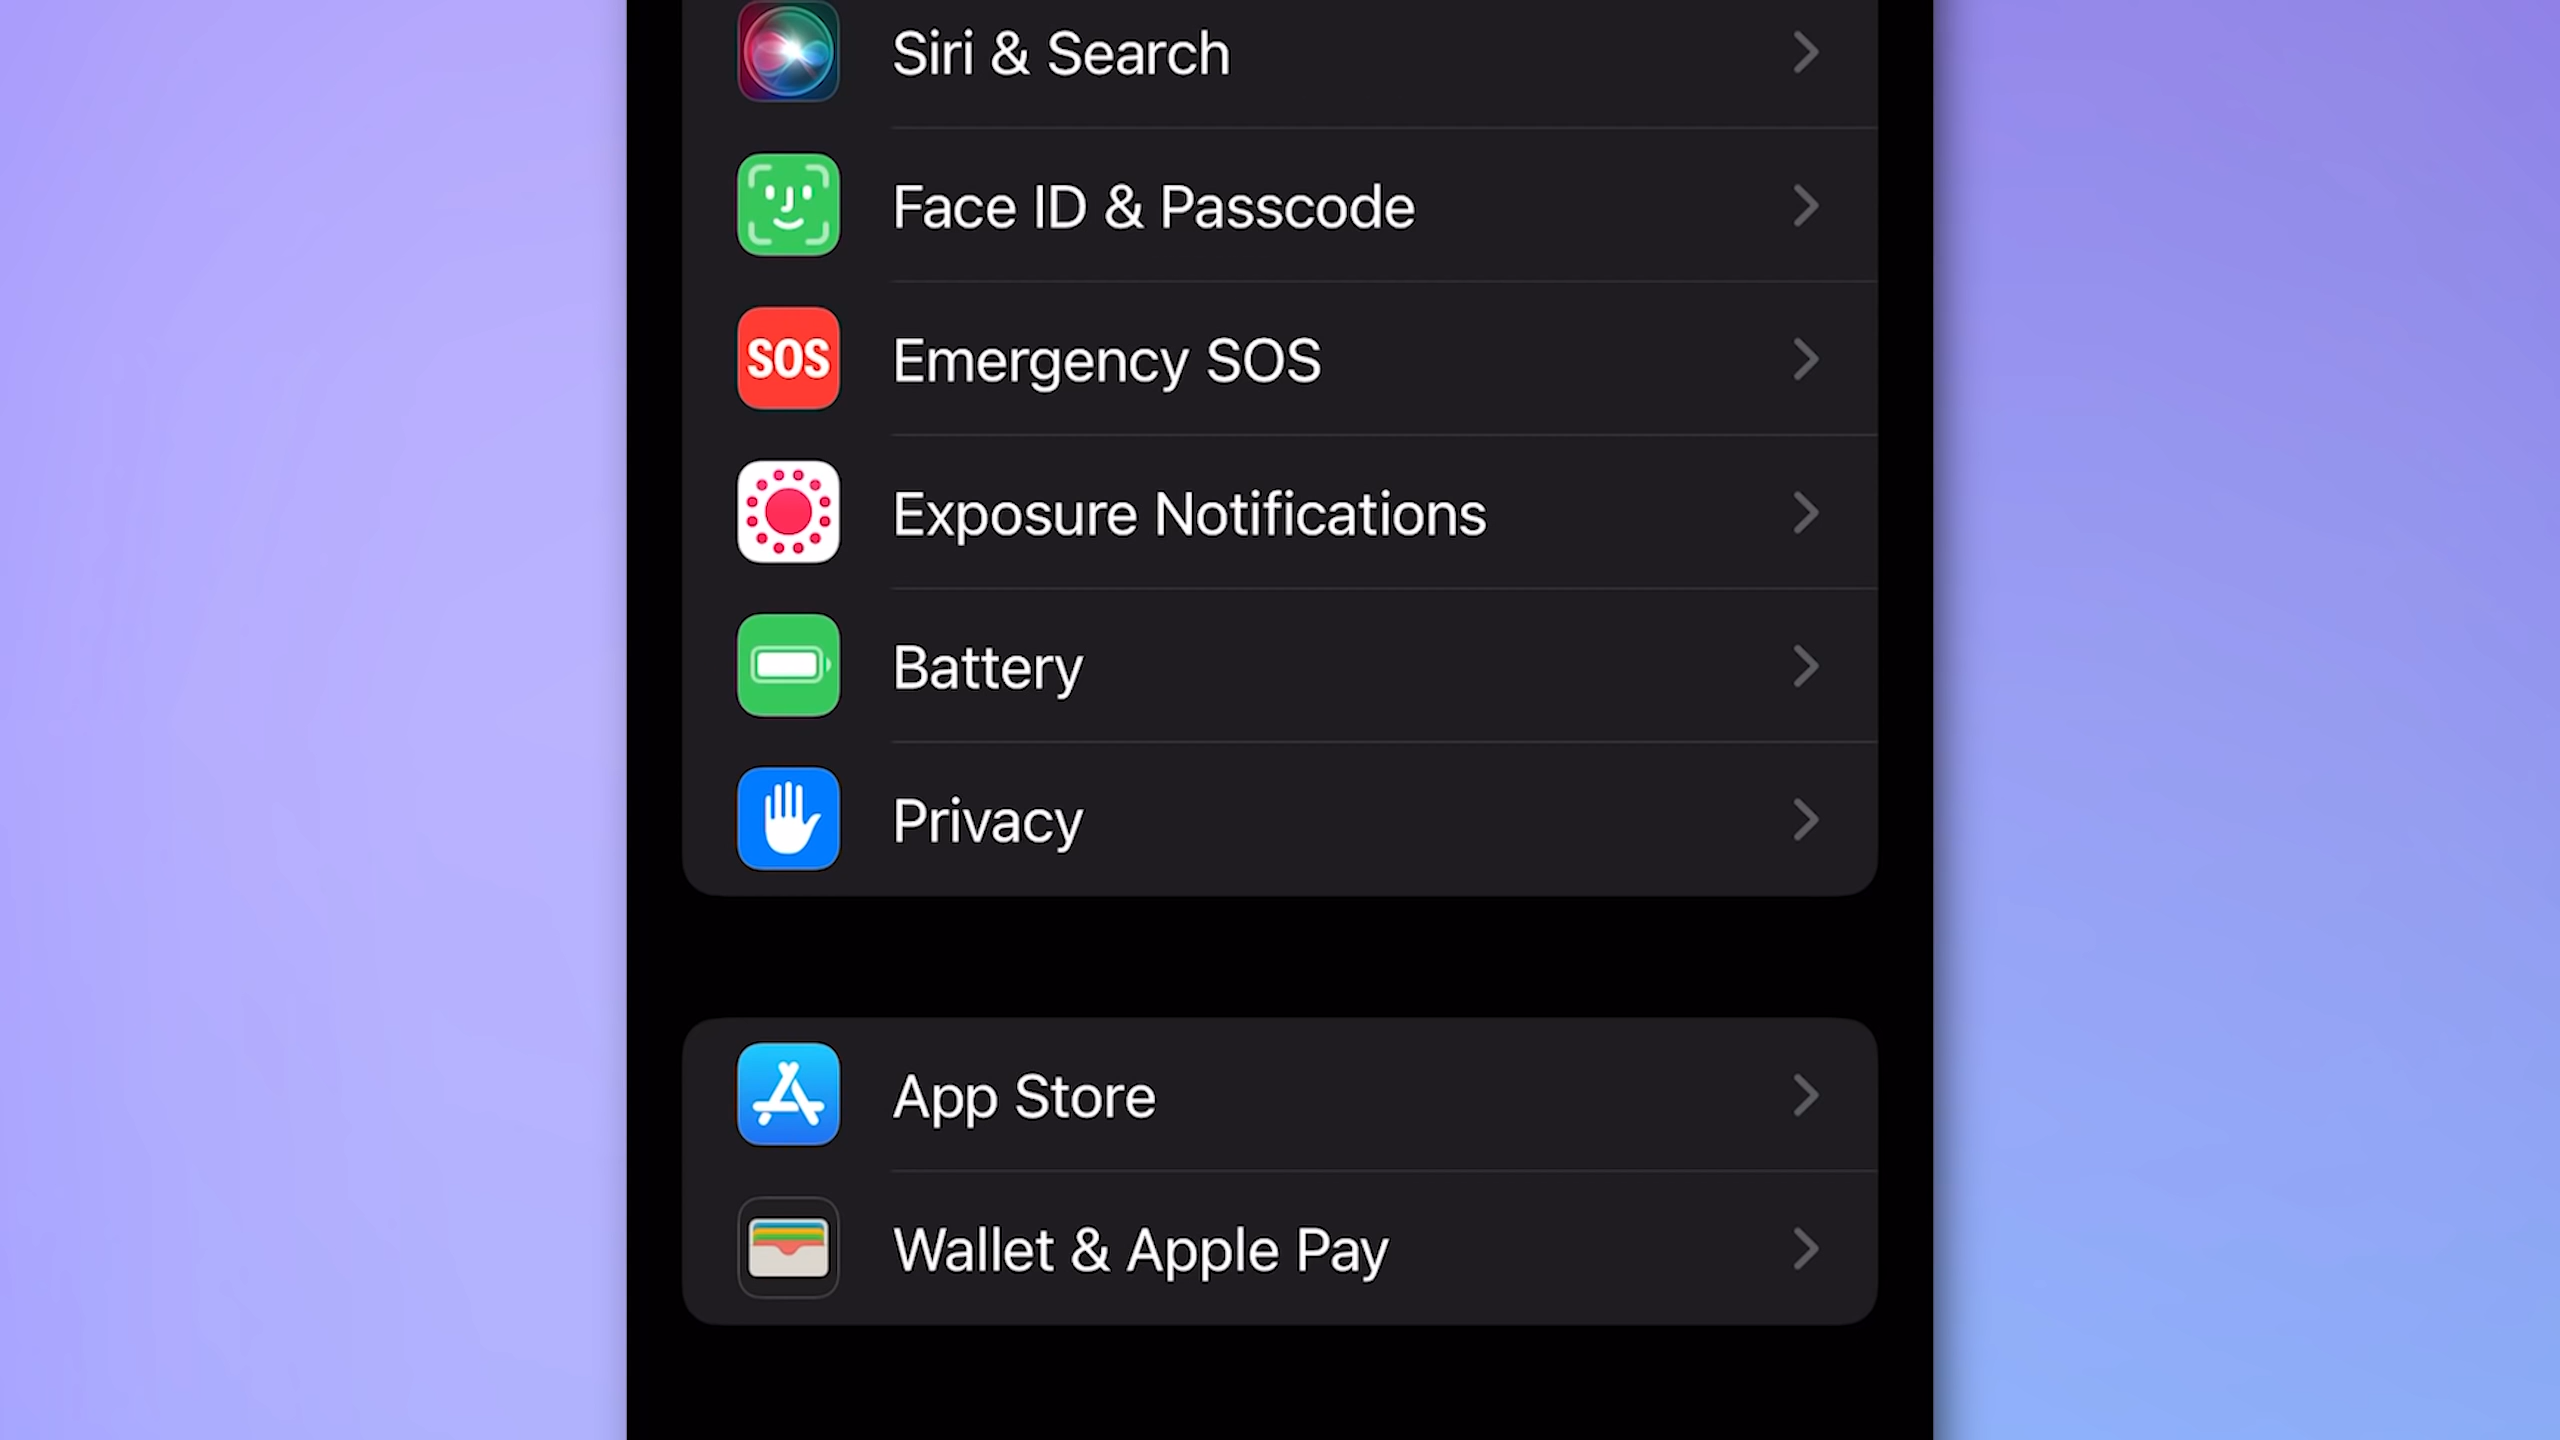 Siri & Search
Face ID & Passcode
SOS
Emergency SOS
Exposure Notifications
Battery
Privacy
App Store
Wallet & Apple Pay